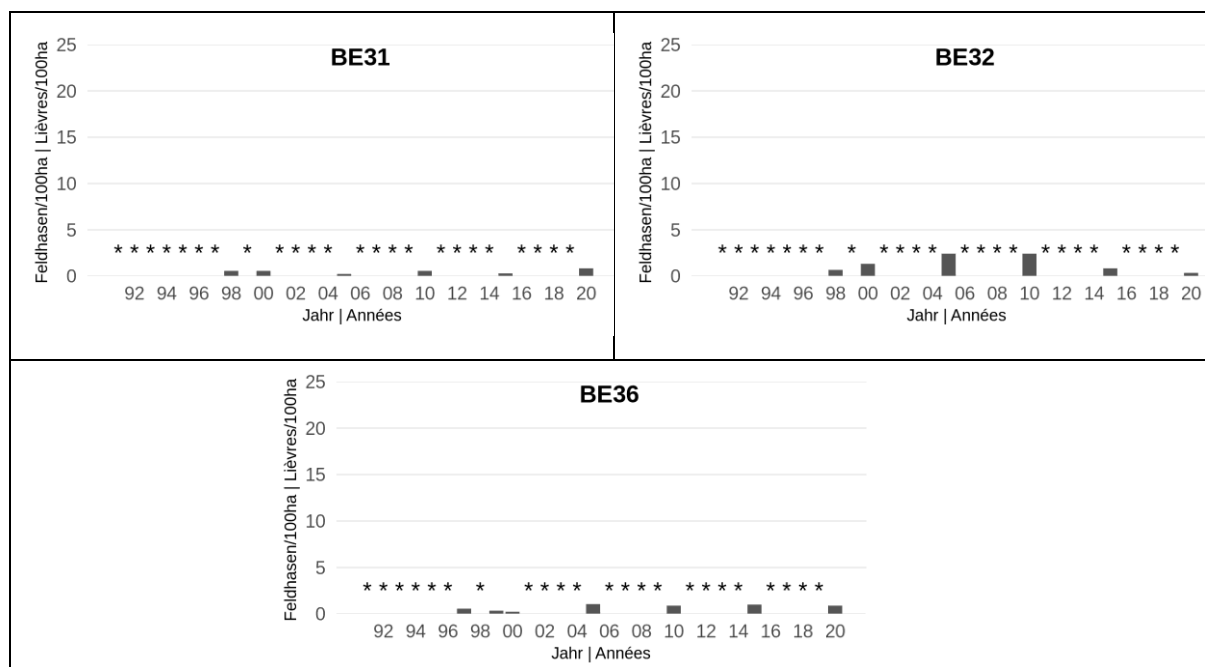 BE31
Feldhasen/100ha | Lièvres/100ha
25
20
15
10
5
0
* * * * * * * * * * * * * * * * * * * * * * * *
92 94 96 98 00 02 04 06 08 10 12 14 16 18 20
Jahr | Années
BE32
Feldhasen/100ha | Lièvres/100ha
25
20
15
10
5
0
* * * * * * * * * * * * * * * * * * * * * * * *
92 94 96 98 00 02 04 06 08 10 12 14 16 18 20
Jahr | Années
BE36
Feldhasen/100ha | Lièvres/100ha
25
20
15
10
5
0
* * * * * * * * * * * * * * * * * * * * * * *
92 94 96 98 00 02 04 06 08 10 12 14 16 18 20
Jahr | Années